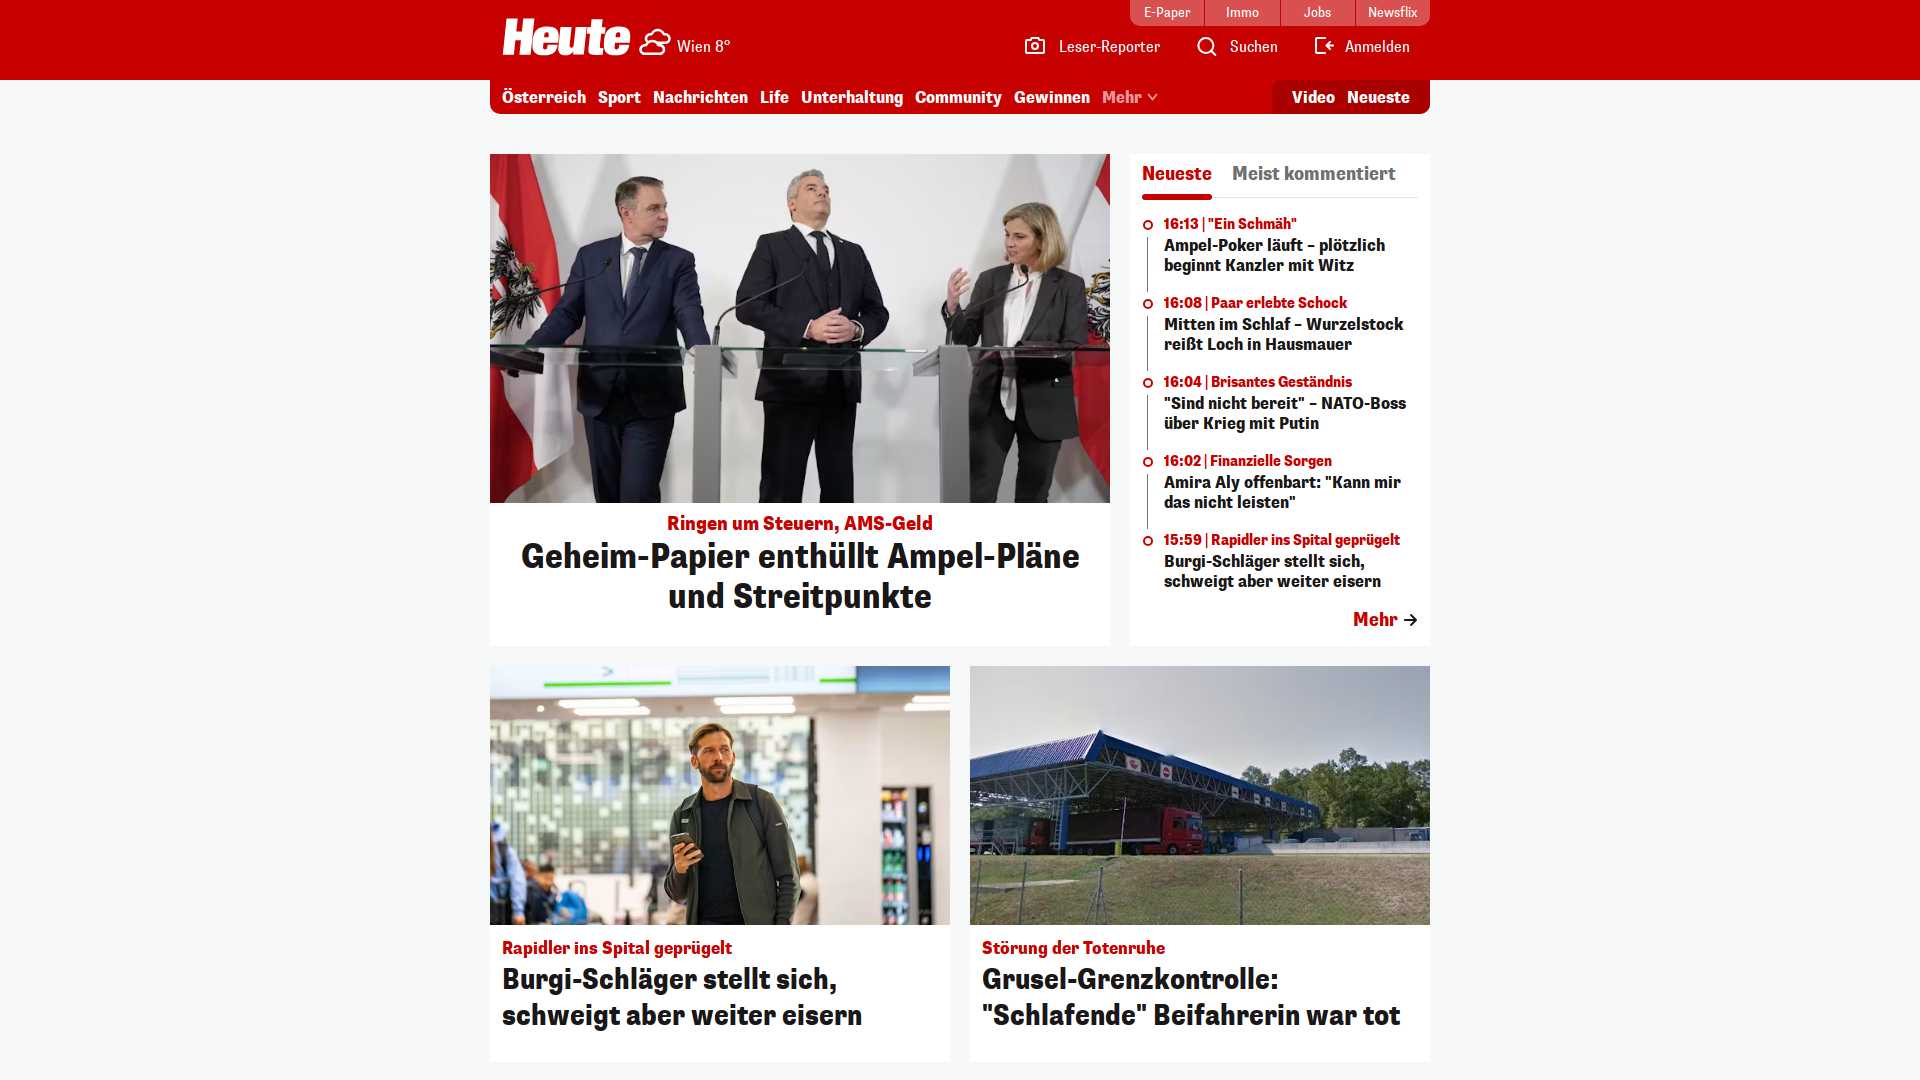 E-Paper
Immo
Jobs
Newsflix
Heute
Wien 8°
Leser-Reporter
Suchen
Anmelden
Österreich
Sport
Nachrichten
Life
Unterhaltung
Community
Gewinnen
Mehr
Video
Neueste
Ringen um Steuern, AMS-Geld
Geheim-Papier enthüllt Ampel-Pläne
und Streitpunkte
Neueste
Meist kommentiert
16:13 | "Ein Schmäh"
Ampel-Poker läuft – plötzlich
beginnt Kanzler mit Witz
16:08 | Paar erlebte Schock
Mitten im Schlaf – Wurzelstock
reißt Loch in Hausmauer
16:04 | Brisantes Geständnis
"Sind nicht bereit" – NATO-Boss
über Krieg mit Putin
16:02 | Finanzielle Sorgen
Amira Aly offenbart: "Kann mir
das nicht leisten"
15:59 | Rapidler ins Spital geprügelt
Burgi-Schläger stellt sich,
schweigt aber weiter eisern
Mehr
Rapidler ins Spital geprügelt
Burgi-Schläger stellt sich,
schweigt aber weiter eisern
Störung der Totenruhe
Grusel-Grenzkontrolle:
"Schlafende" Beifahrerin war tot